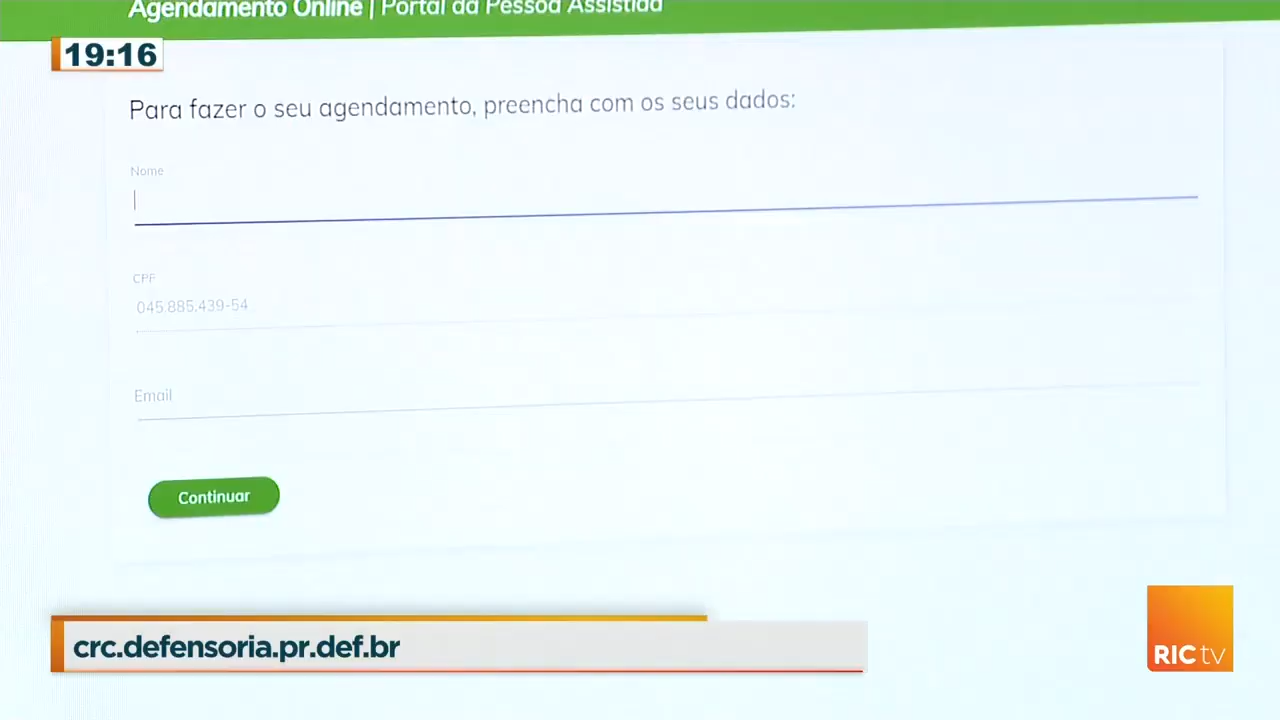 Agendamento Online | Portal da Pessoa Assistida
19:16
Para fazer o seu agendamento, preencha com os seus dados:
Nome
CPF
045.885.439-54
Email
Continuar
crc.defensoria.pr.def.br
RIC tv